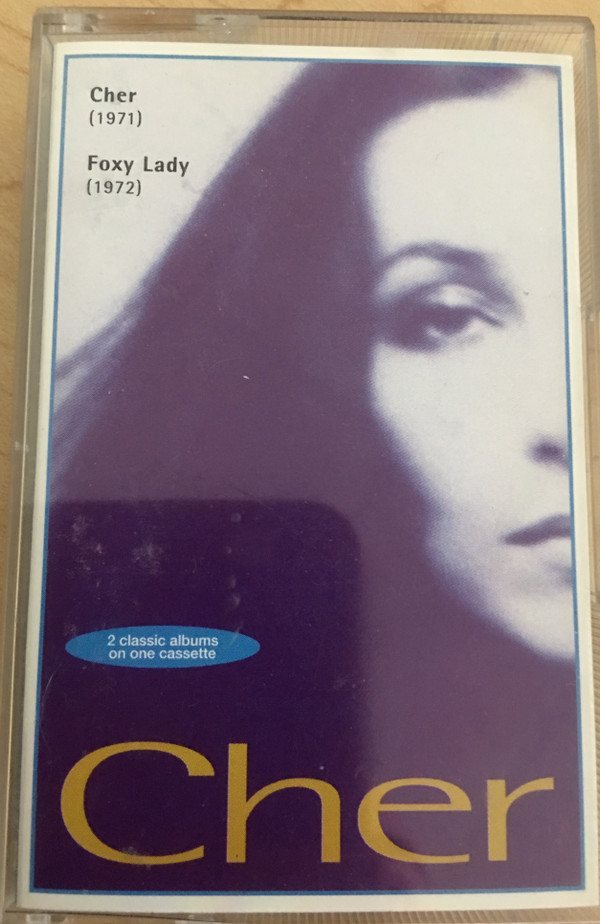 Cher
(1971)
Foxy Lady
(1972)
2 classic albums
on one cassette
Cher